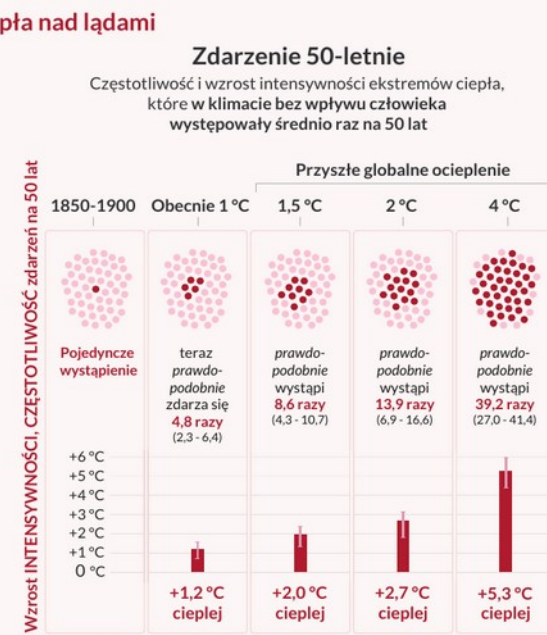 pła nad lądami
Zdarzenie 50-letnie
Częstotliwość i wzrost intensywności ekstremów ciepła,
które w klimacie bez wpływu człowieka
występowały średnio raz na 50 lat
Przyszłe globalne ocieplenie
1850-1900 Obecnie 1 °C 1,5 °C 2 °C 4 °C
Wzrost INTENSYWNOŚCI, CZĘSTOTLIWOŚĆ zdarzeń na 50 lat
Pojedyncze
wystąpienie
teraz
prawdo-
podobnie
zdarza się
4,8 razy
(2,3 - 6,4)
prawdo-
podobnie
wystąpi
8,6 razy
(4,3 - 10,7)
prawdo-
podobnie
wystąpi
13,9 razy
(6,9 - 16,6)
prawdo-
podobnie
wystąpi
39,2 razy
(27,0 - 41,4)
+6 °C
+5 °C
+4 °C
+3 °C
+2 °C
+1 °C
0 °C
+1,2 °C
cieplej
+2,0 °C
cieplej
+2,7 °C
cieplej
+5,3 °C
cieplej